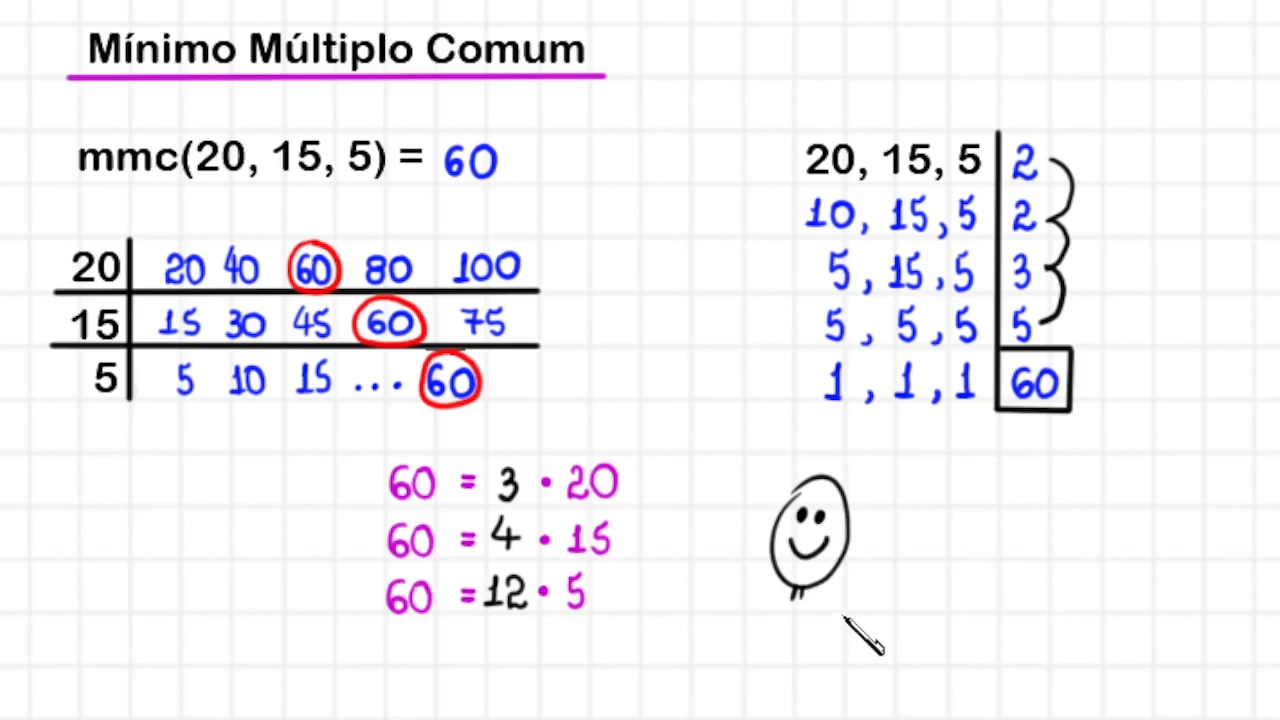 Mínimo Múltiplo Comum
mmc(20, 15, 5) = 60
20 20 40 60 80 100
15 15 30 45 60 75
5 5 10 15 ... 60
60 = 3 · 20
60 = 4 · 15
60 = 12 · 5
20, 15, 5 2
10, 15, 5 2
5, 15, 5 3
5, 5, 5 5
1, 1, 1 60